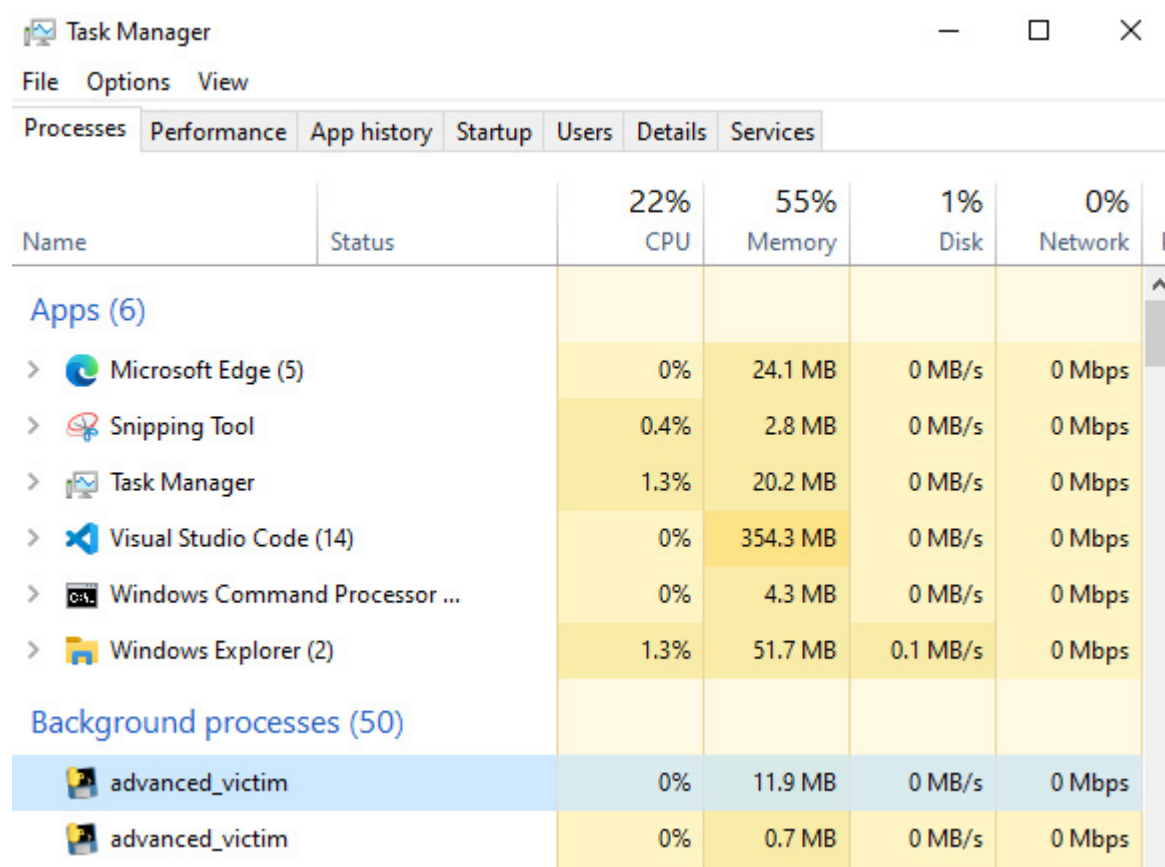 Task Manager
File Options View
Processes Performance App history Startup Users Details Services
22% 55% 1% 0%
Name Status CPU Memory Disk Network
Apps (6)
Microsoft Edge (5) 0% 24.1 MB 0 MB/s 0 Mbps
Snipping Tool 0.4% 2.8 MB 0 MB/s 0 Mbps
Task Manager 1.3% 20.2 MB 0 MB/s 0 Mbps
Visual Studio Code (14) 0% 354.3 MB 0 MB/s 0 Mbps
Windows Command Processor ... 0% 4.3 MB 0 MB/s 0 Mbps
Windows Explorer (2) 1.3% 51.7 MB 0.1 MB/s 0 Mbps
Background processes (50)
advanced_victim 0% 11.9 MB 0 MB/s 0 Mbps
advanced_victim 0% 0.7 MB 0 MB/s 0 Mbps